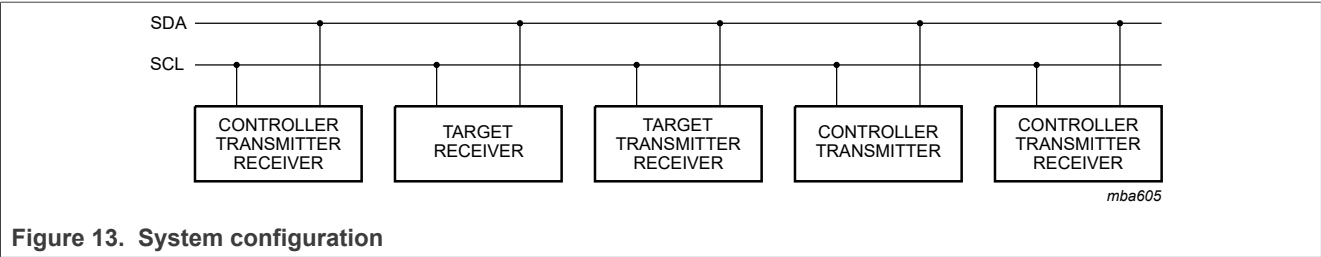 SDA
SCL
CONTROLLER
TRANSMITTER
RECEIVER
TARGET
RECEIVER
TARGET
TRANSMITTER
RECEIVER
CONTROLLER
TRANSMITTER
CONTROLLER
TRANSMITTER
RECEIVER
mba605
Figure 13. System configuration